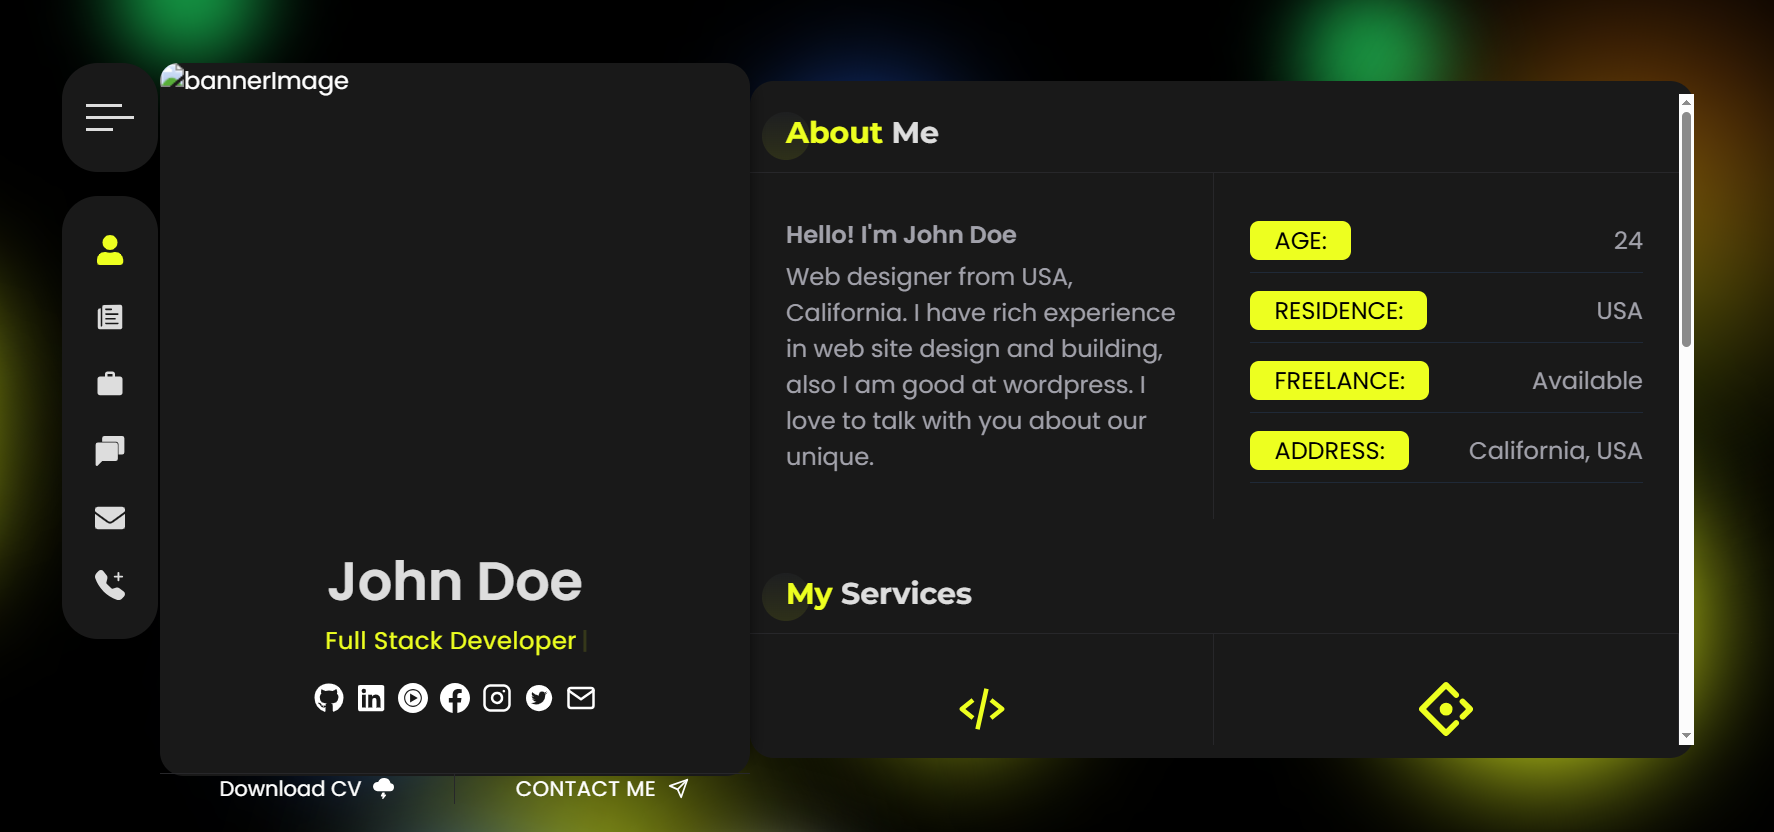 bannerImage
John Doe
Full Stack Developer
Download CV
CONTACT ME
About Me
Hello! I'm John Doe
Web designer from USA,
California. I have rich experience
in web site design and building,
also I am good at wordpress. I
love to talk with you about our
unique.
AGE: 24
RESIDENCE: USA
FREELANCE: Available
ADDRESS: California, USA
My Services